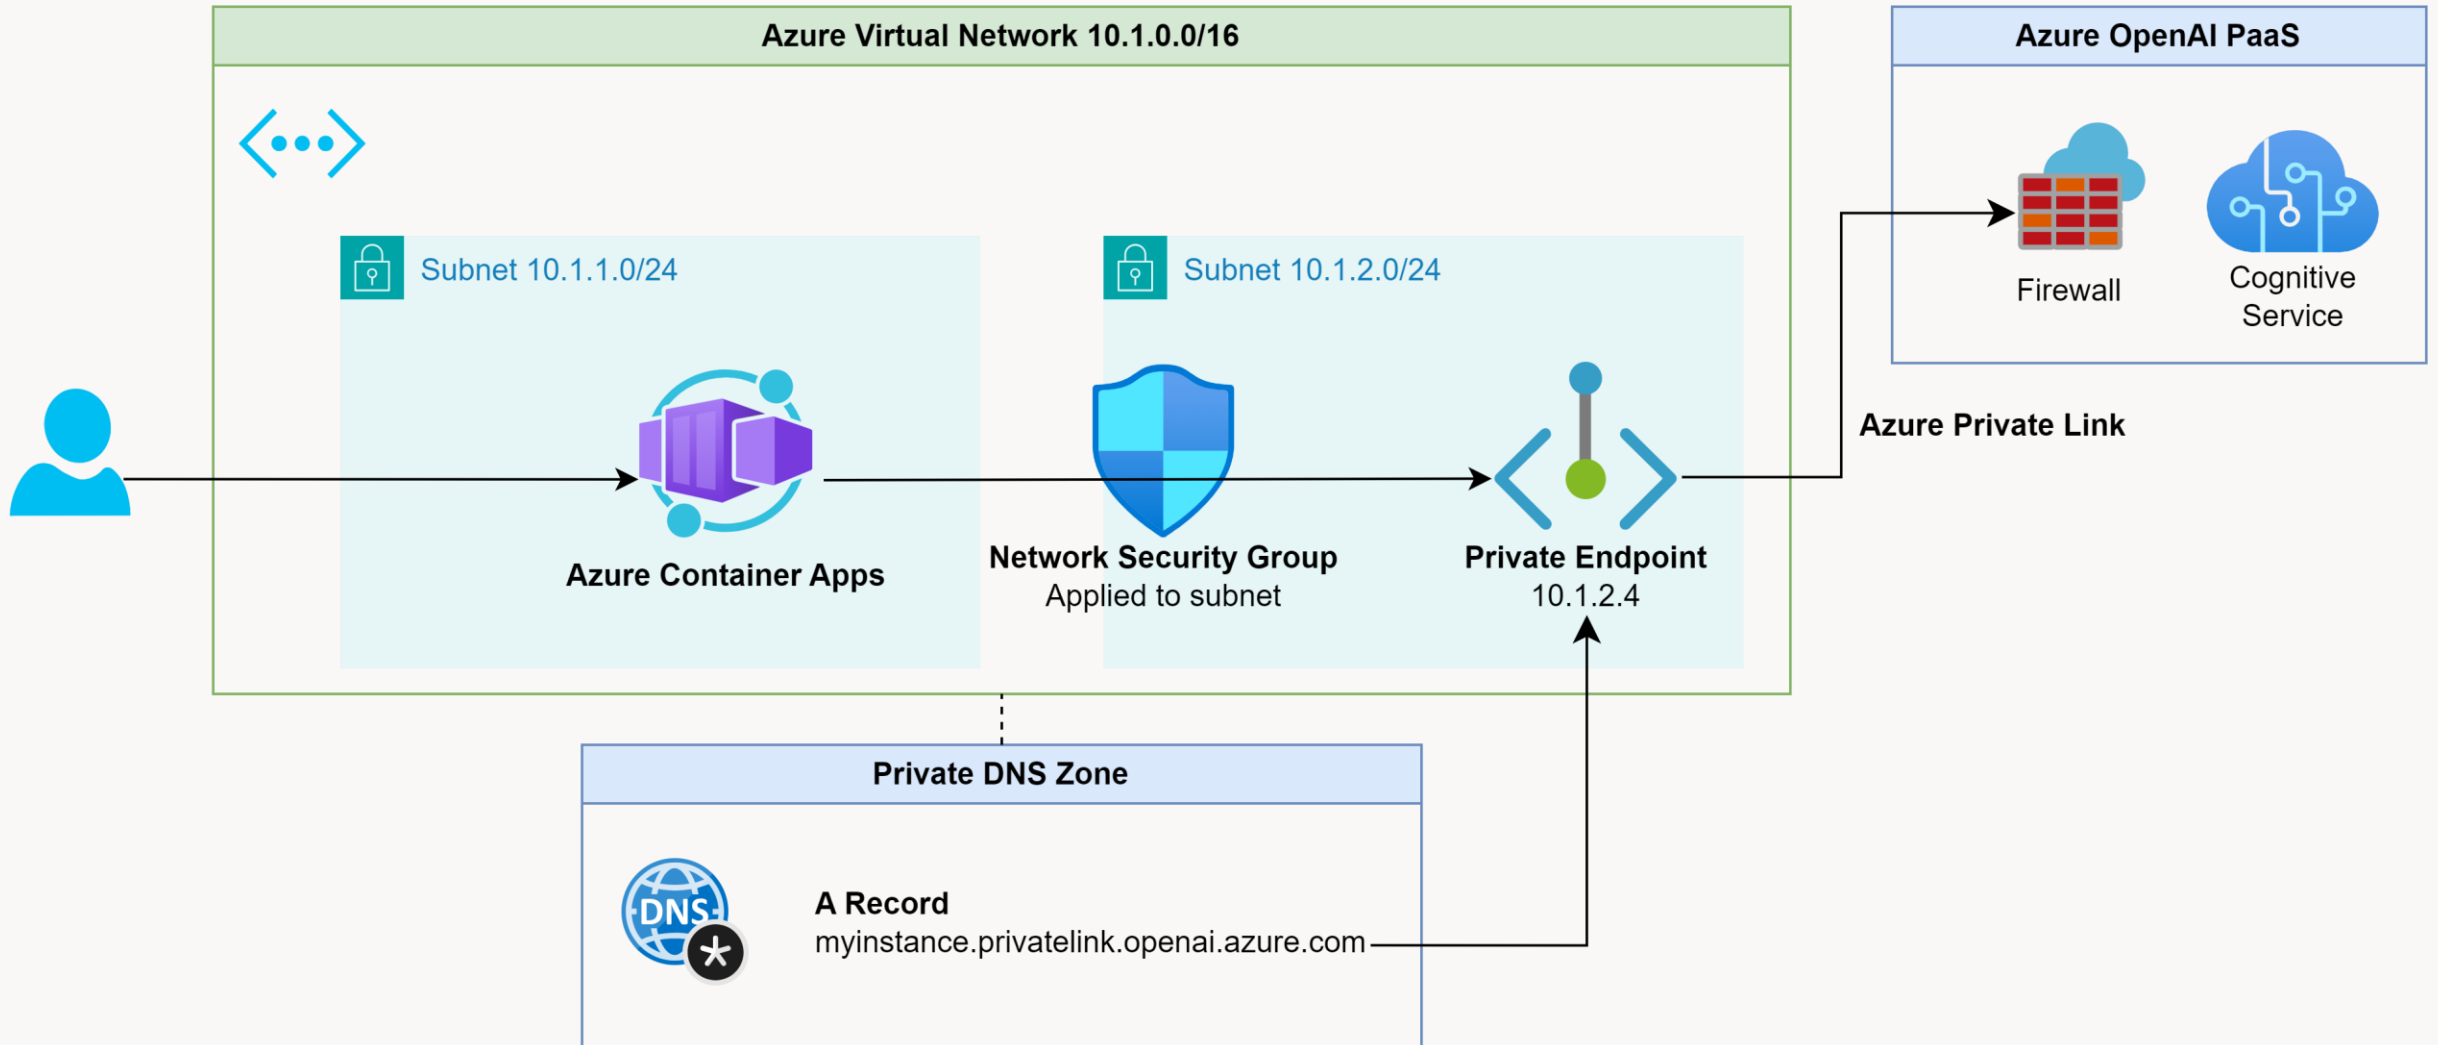 Azure Virtual Network 10.1.0.0/16
Azure OpenAI PaaS
Subnet 10.1.1.0/24
Subnet 10.1.2.0/24
Firewall
Cognitive
Service
Azure Private Link
Azure Container Apps
Network Security Group
Applied to subnet
Private Endpoint
10.1.2.4
Private DNS Zone
DNS
A Record
myinstance.privatelink.openai.azure.com